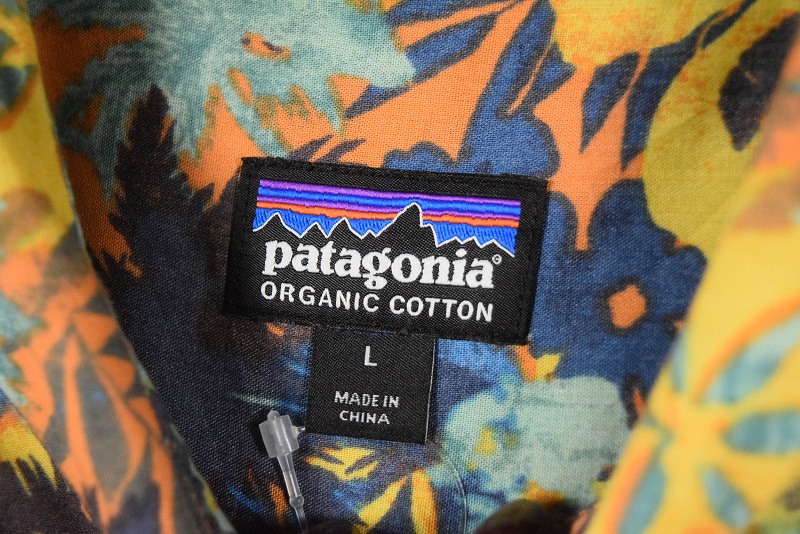 patagonia®
ORGANIC COTTON
L
MADE IN
CHINA